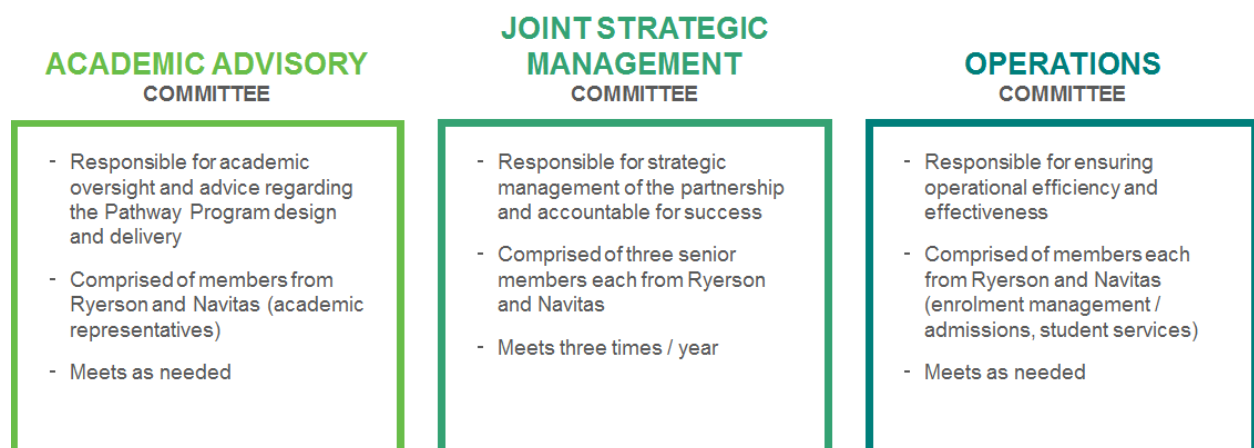 ACADEMIC ADVISORY
COMMITTEE
- Responsible for academic
oversight and advice regarding
the Pathway Program design
and delivery
- Comprised of members from
Ryerson and Navitas (academic
representatives)
- Meets as needed
JOINT STRATEGIC
MANAGEMENT
COMMITTEE
- Responsible for strategic
management of the partnership
and accountable for success
- Comprised of three senior
members each from Ryerson
and Navitas
- Meets three times / year
OPERATIONS
COMMITTEE
- Responsible for ensuring
operational efficiency and
effectiveness
- Comprised of members each
from Ryerson and Navitas
(enrolment management /
admissions, student services)
- Meets as needed